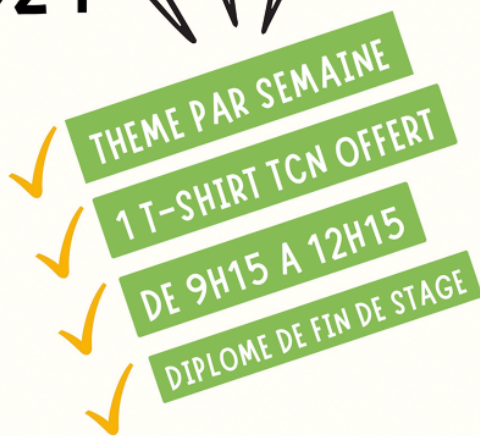 THEME PAR SEMAINE
1 T-SHIRT TCN OFFERT
DE 9H15 A 12H15
DIPLOME DE FIN DE STAGE